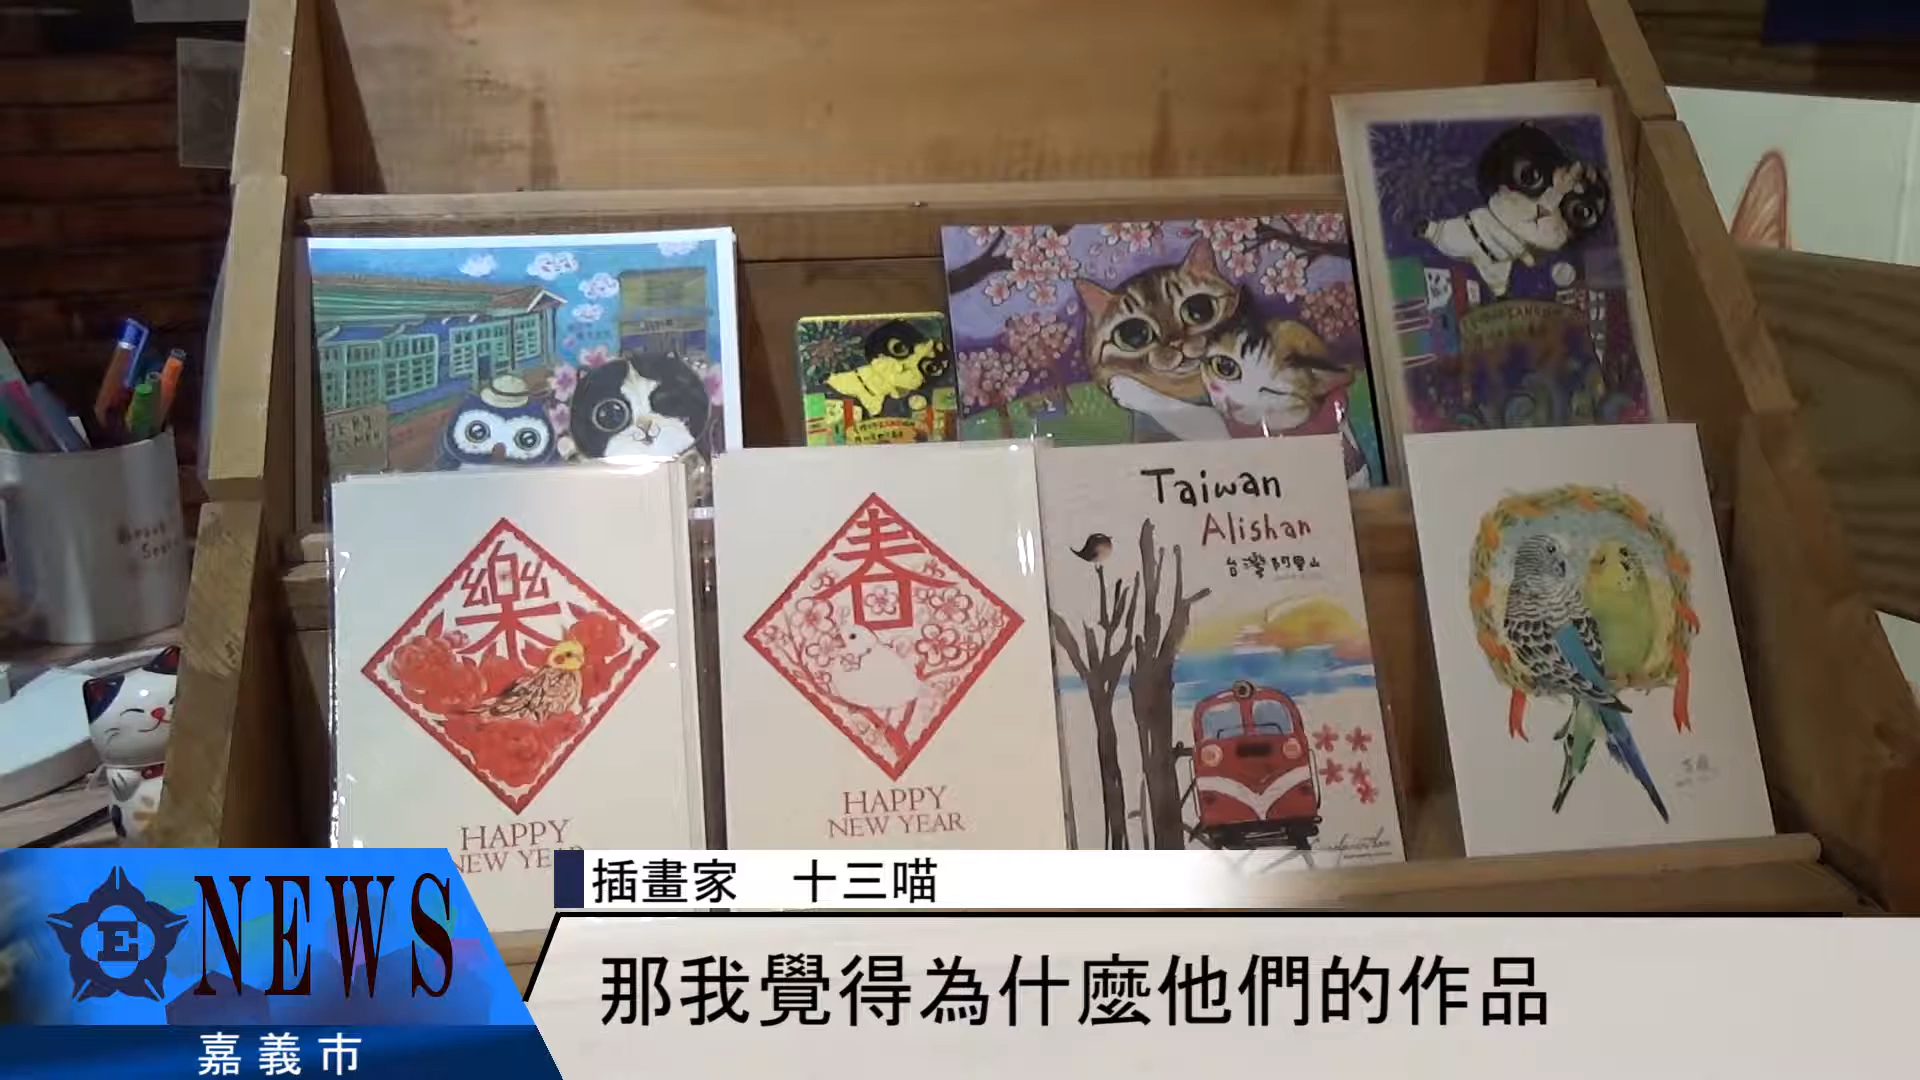 Taiwan
Alishan
台灣阿里山
樂
HAPPY
NEW YEAR
春
HAPPY
NEW YEAR
E NEWS
嘉義市
插畫家 十三喵
那我覺得為什麼他們的作品